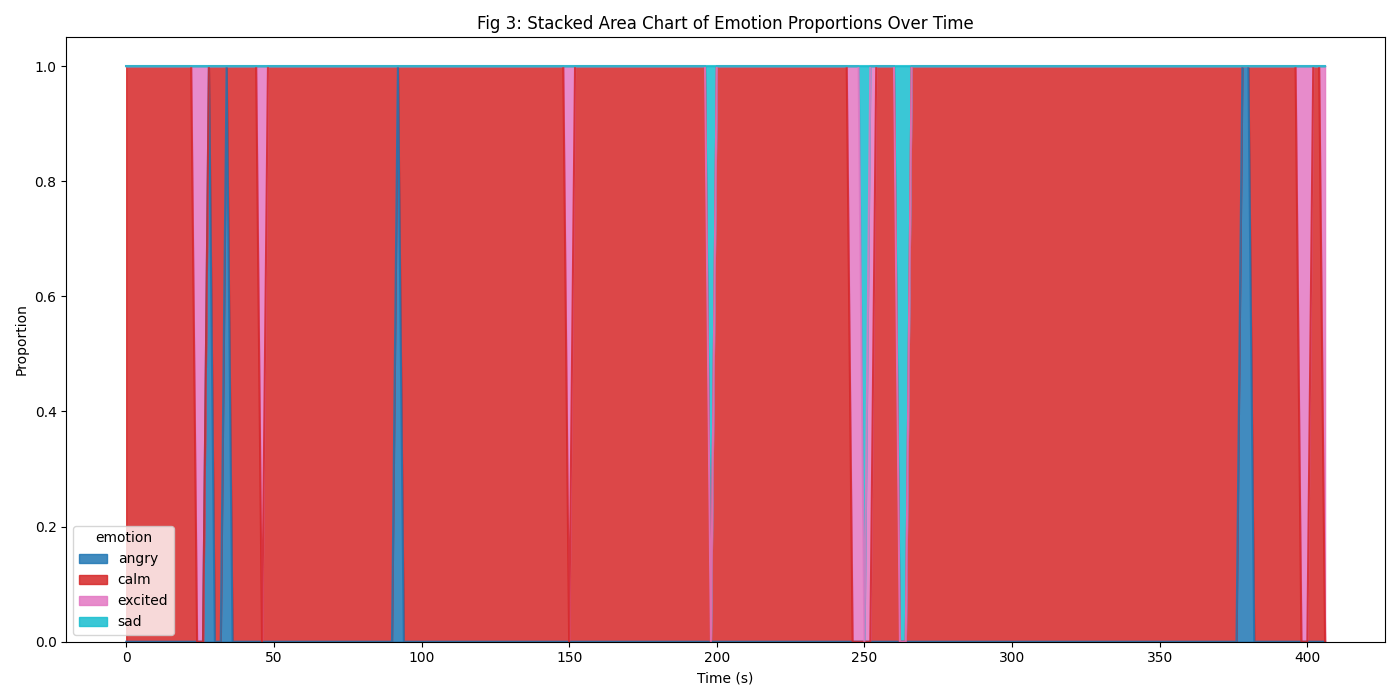 Fig 3: Stacked Area Chart of Emotion Proportions Over Time
Proportion
1.0
0.8
0.6
0.4
0.2
0.0
emotion
angry
calm
excited
sad
0 50 100 150 200 250 300 350 400
Time (s)